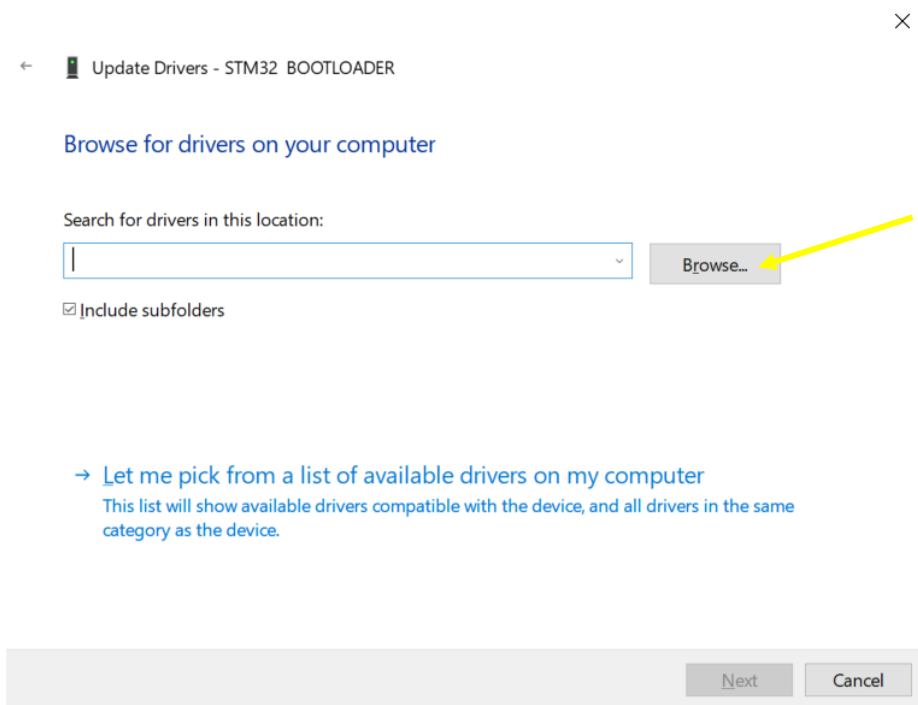 Update Drivers - STM32 BOOTLOADER
Browse for drivers on your computer
Search for drivers in this location:
Browse...
Include subfolders
Let me pick from a list of available drivers on my computer
This list will show available drivers compatible with the device, and all drivers in the same
category as the device.
Next
Cancel